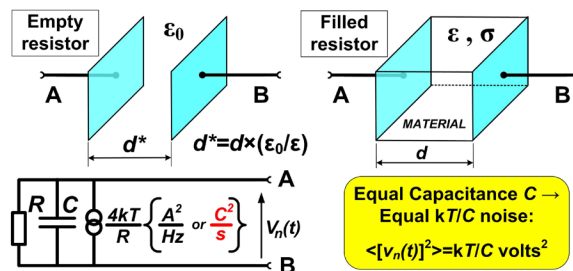 Empty
resistor
ε₀
A
B
d*
d*=d×(ε₀/ε)
Filled
resistor
ε , σ
A
B
MATERIAL
d
R
C
4kT/R {A²/Hz or C²/s}
Vₙ(t)
A
B
Equal Capacitance C →
Equal kT/C noise:
<[vₙ(t)]²>=kT/C volts²